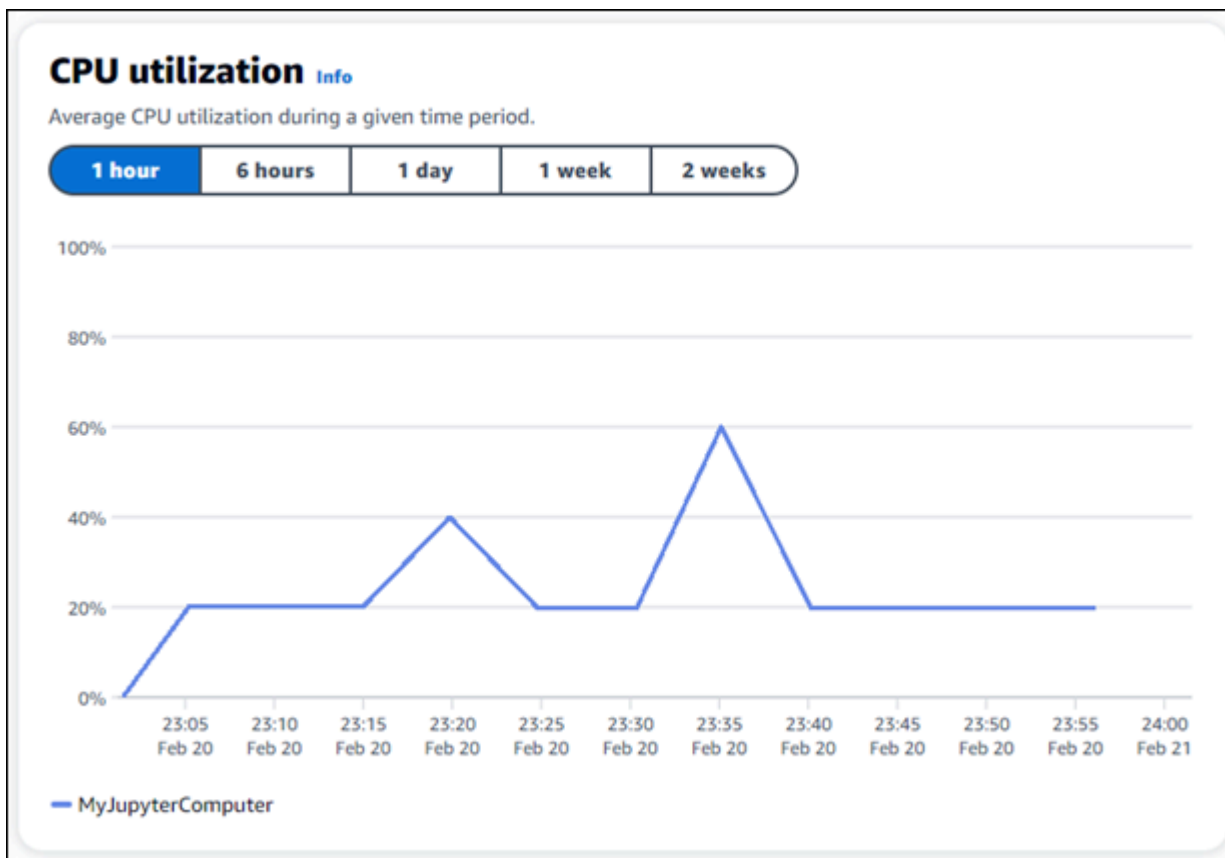 CPU utilization Info
Average CPU utilization during a given time period.
1 hour 6 hours 1 day 1 week 2 weeks
100%
80%
60%
40%
20%
0%
23:05 23:10 23:15 23:20 23:25 23:30 23:35 23:40 23:45 23:50 23:55 24:00
Feb 20 Feb 20 Feb 20 Feb 20 Feb 20 Feb 20 Feb 20 Feb 20 Feb 20 Feb 20 Feb 20 Feb 21
MyJupyterComputer